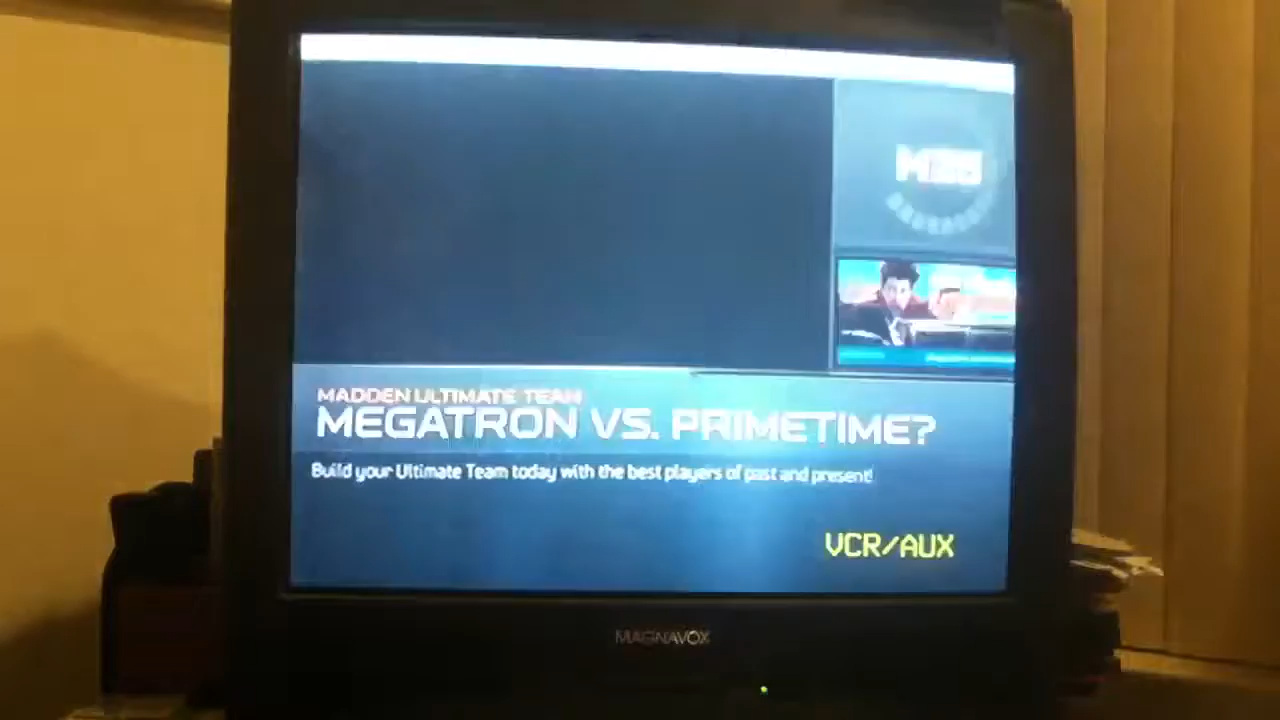 M25
MADDEN ULTIMATE TEAM
MEGATRON VS. PRIMETIME?
Build your Ultimate Team today with the best players of past and present!
VCR/AUX
MAGNAVOX